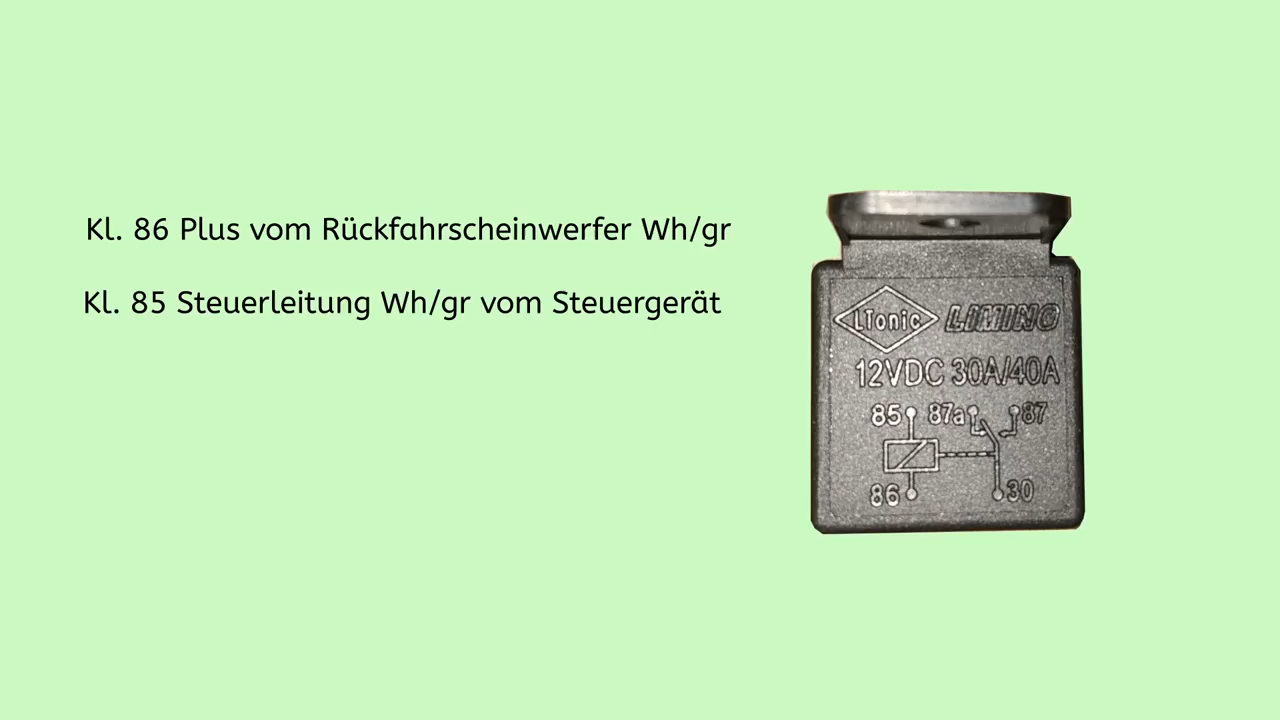 Kl. 86 Plus vom Rückfahrscheinwerfer Wh/gr
Kl. 85 Steuerleitung Wh/gr vom Steuergerät
LTonic LIMING
12VDC 30A/40A
85 87a 87
86 30